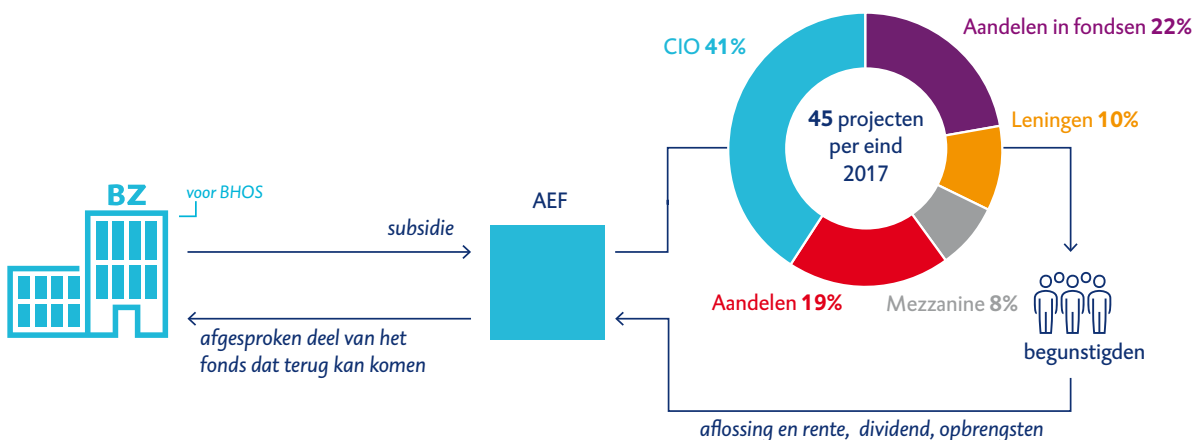 CIO 41%
Aandelen in fondsen 22%
45 projecten
per eind
2017
Leningen 10%
BZ
voor BHOS
AEF
subsidie
Aandelen 19%
Mezzanine 8%
afgesproken deel van het
fonds dat terug kan komen
begunstigden
aflossing en rente, dividend, opbrengsten